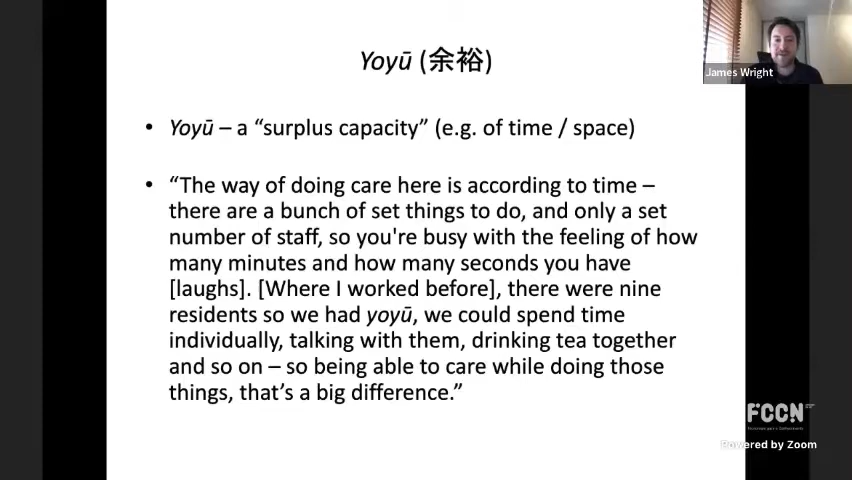 Yoyū (余裕)
James Wright
• Yoyū – a “surplus capacity” (e.g. of time / space)
• “The way of doing care here is according to time –
there are a bunch of set things to do, and only a set
number of staff, so you're busy with the feeling of how
many minutes and how many seconds you have
[laughs]. [Where I worked before], there were nine
residents so we had yoyū, we could spend time
individually, talking with them, drinking tea together
and so on – so being able to care while doing those
things, that’s a big difference.”
FCCN
Powered by Zoom